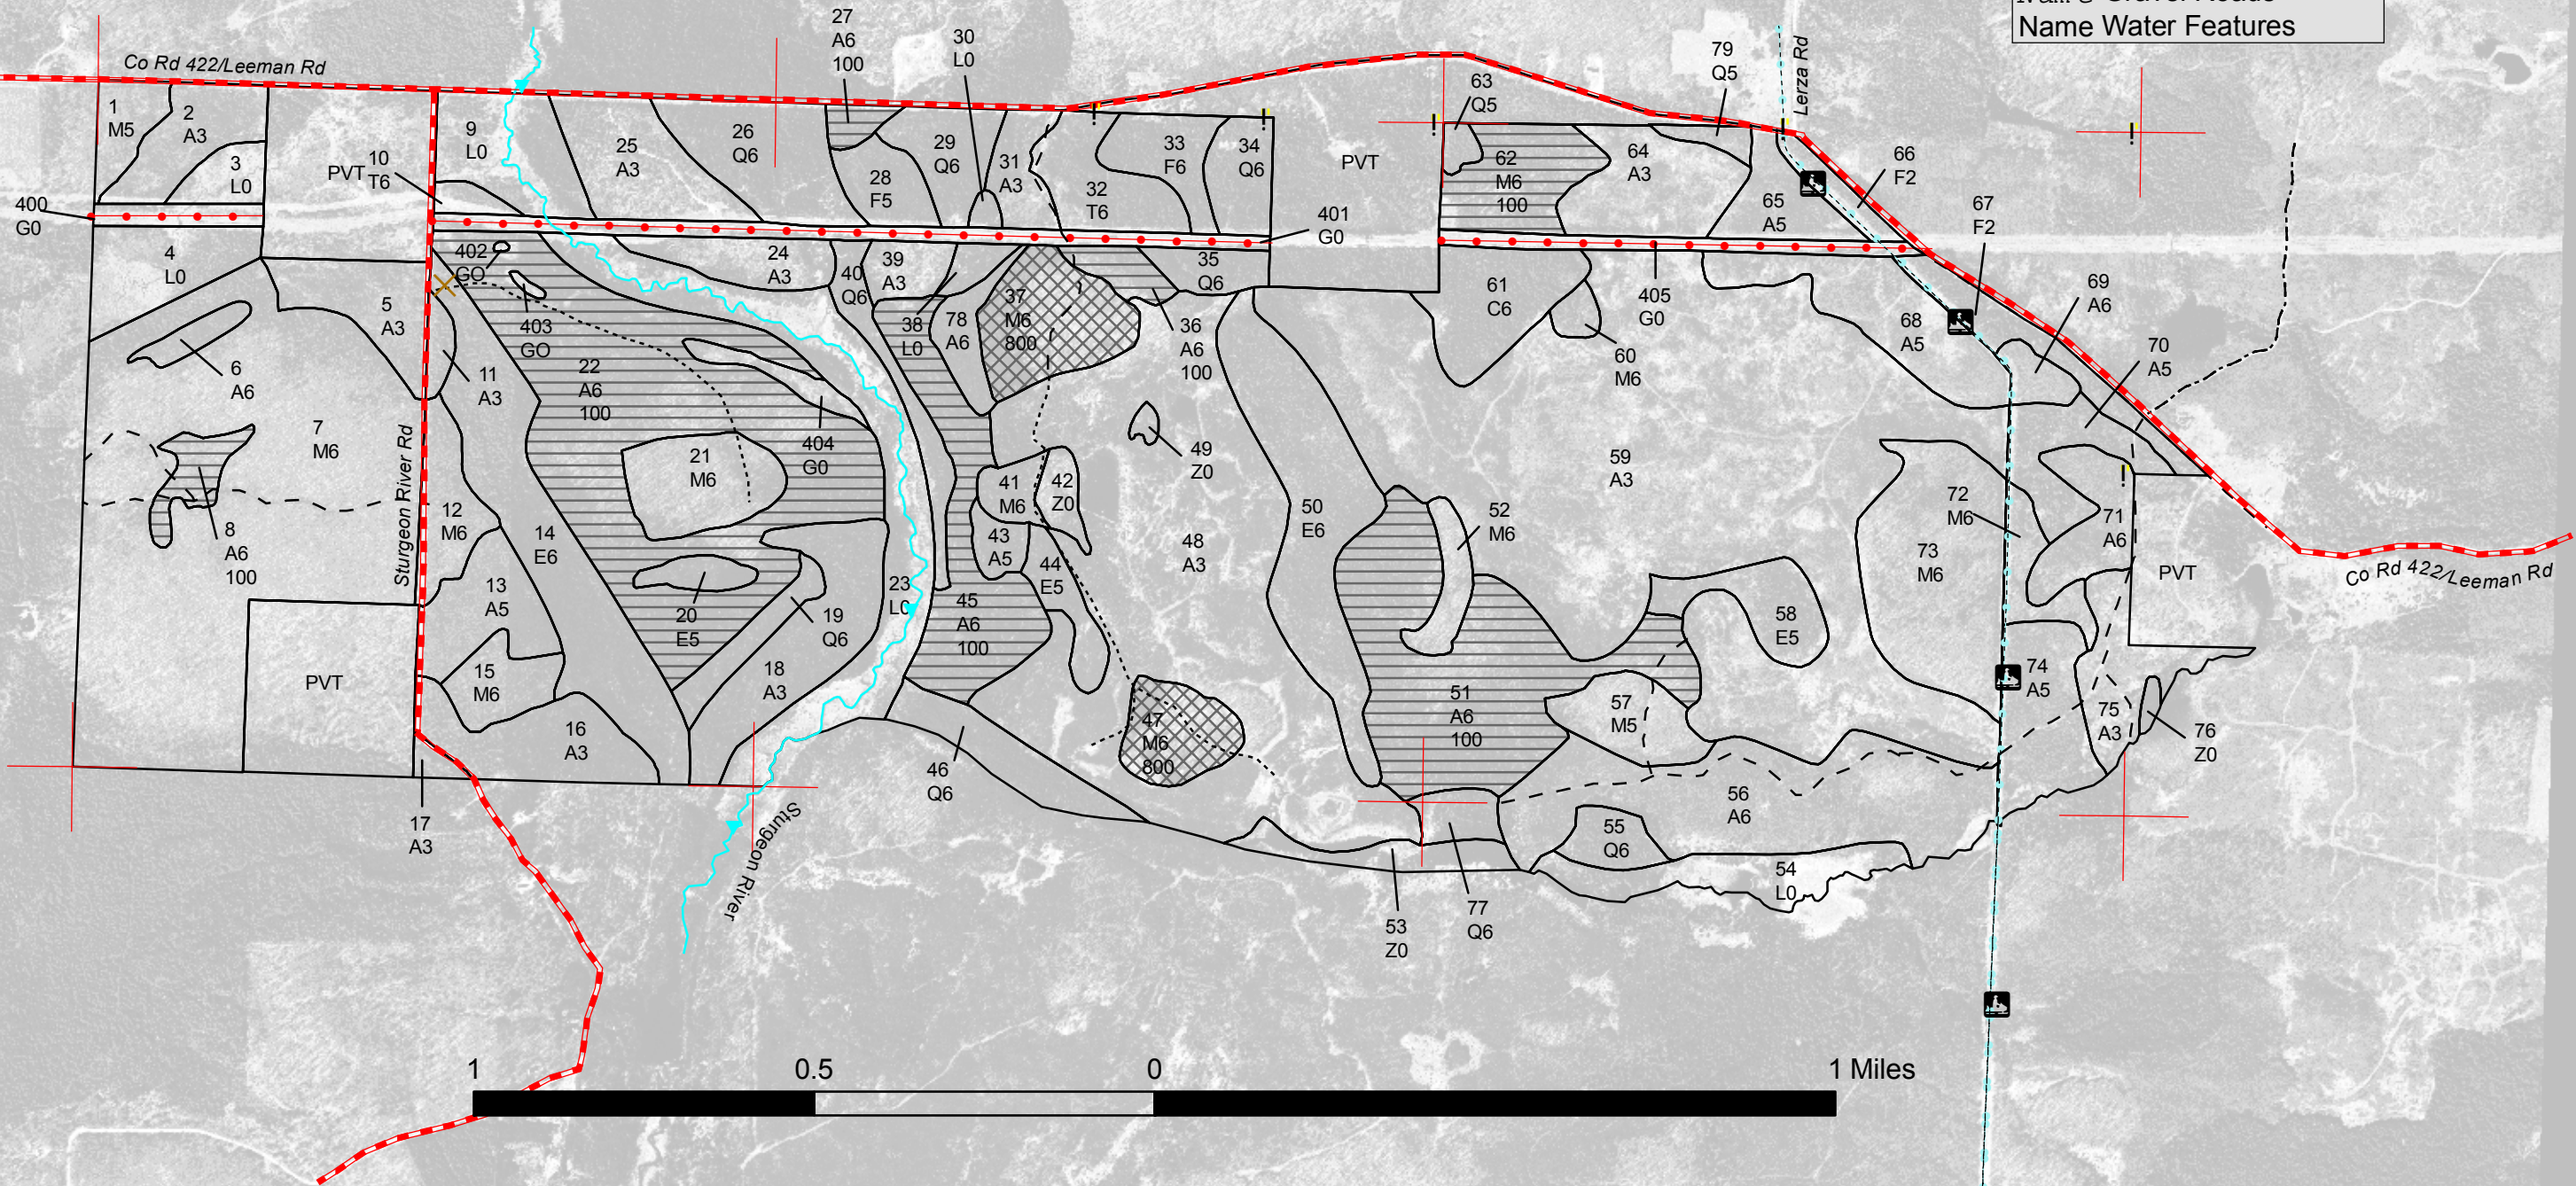 Gravel Roads
Name Water Features
Co Rd 422/Leeman Rd
Lerza Rd
27
A6
100
30
L0
79
Q5
63
Q5
1
M5
2
A3
3
L0
9
L0
PVT
10
T6
25
A3
26
Q6
28
F5
29
Q6
31
A3
32
T6
33
F6
34
Q6
PVT
62
M6
100
64
A3
65
A5
66
F2
67
F2
400
G0
401
G0
4
L0
402
GO
24
A3
40
Q6
39
A3
38
L0
78
A6
37
M6
800
35
Q6
36
A6
100
61
C6
60
M6
405
G0
68
A5
69
A6
70
A5
5
A3
6
A6
7
M6
8
A6
100
11
A3
403
GO
22
A6
100
404
G0
21
M6
Sturgeon River Rd
12
M6
14
E6
13
A5
20
E5
19
Q6
23
L0
18
A3
41
M6
42
Z0
43
A5
44
E5
45
A6
100
49
Z0
48
A3
50
E6
52
M6
59
A3
58
E5
72
M6
73
M6
71
A6
PVT
Co Rd 422/Leeman Rd
PVT
15
M6
16
A3
17
A3
46
Q6
47
M6
800
51
A6
100
57
M5
74
A5
75
A3
76
Z0
56
A6
55
Q6
54
L0
53
Z0
77
Q6
Sturgeon River
1
0.5
0
1 Miles